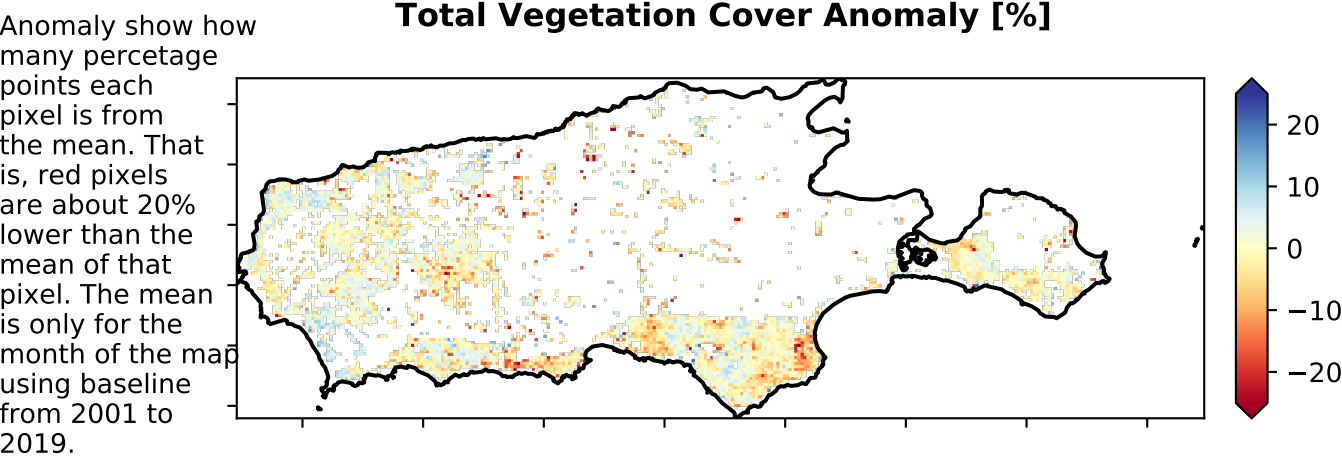 Total Vegetation Cover Anomaly [%]
Anomaly show how
many percetage
points each
pixel is from
the mean. That
is, red pixels
are about 20%
lower than the
mean of that
pixel. The mean
is only for the
month of the map
using baseline
from 2001 to
2019.
20
10
0
−10
−20